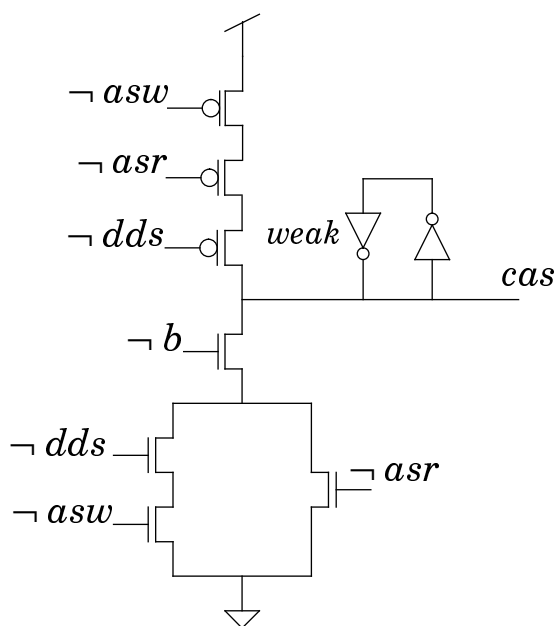 ¬ asw
¬ asr
¬ dds
weak
cas
¬ b
¬ dds
¬ asr
¬ asw